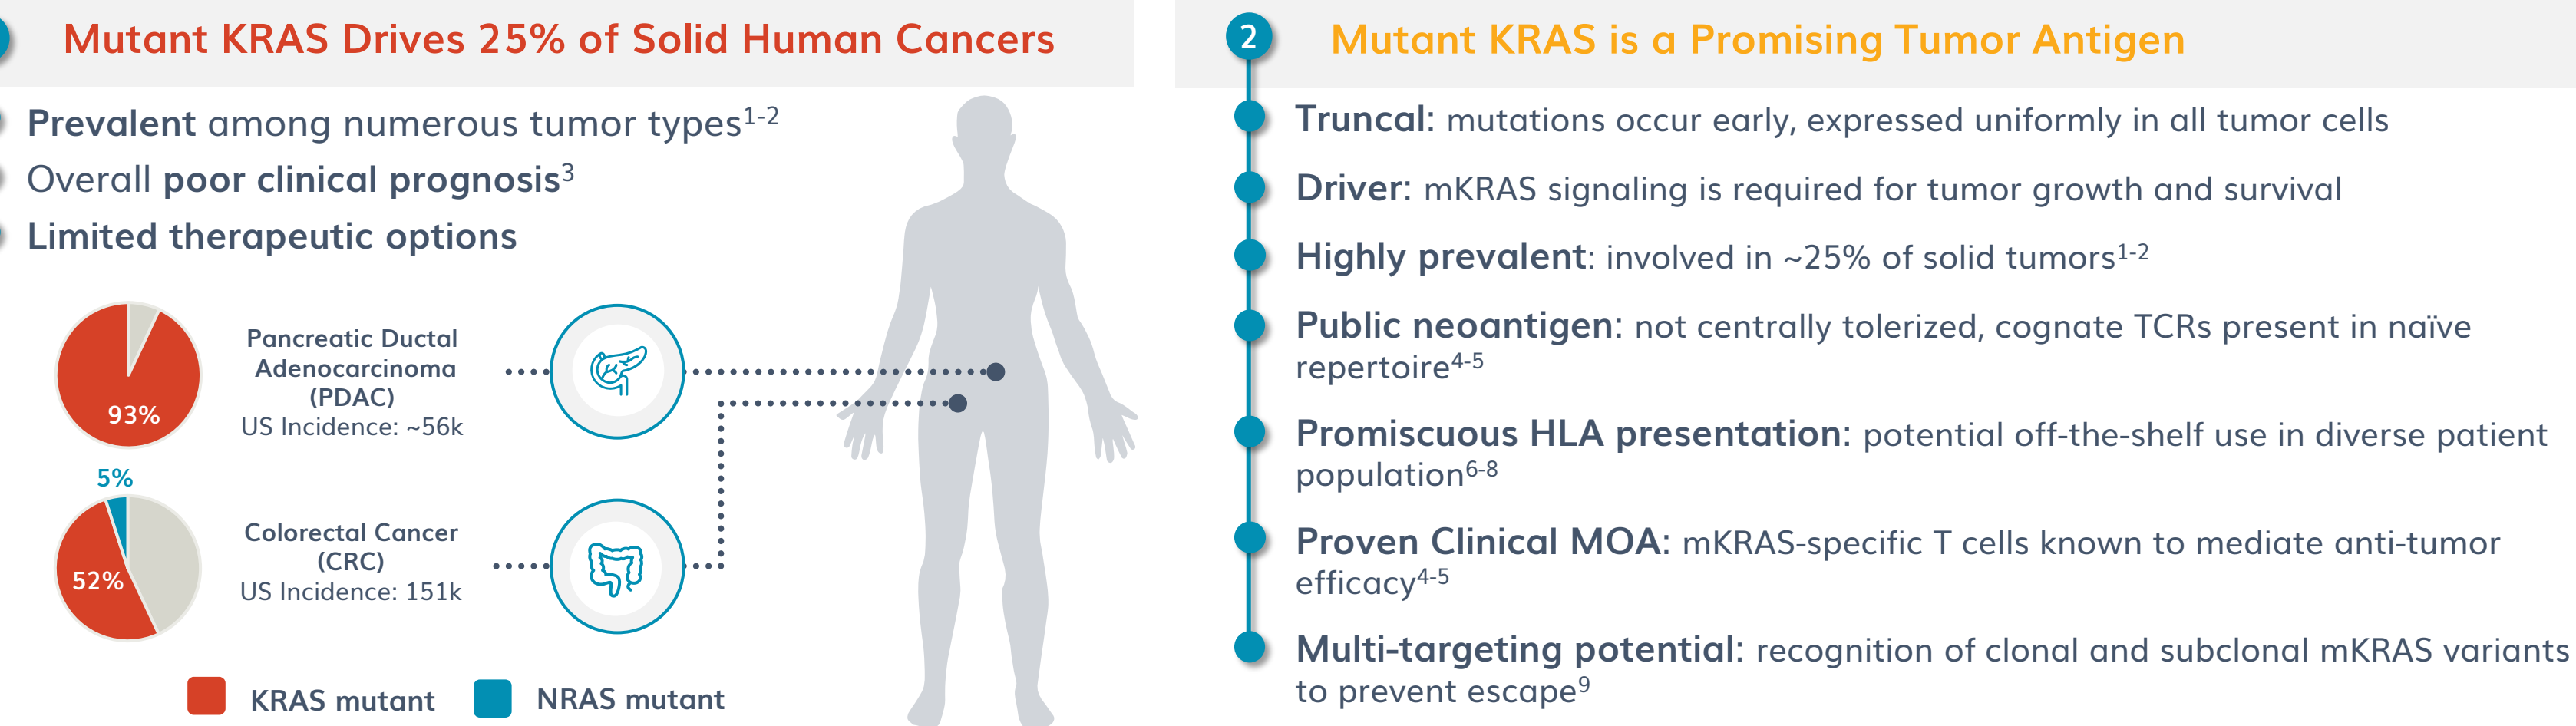 Mutant KRAS Drives 25% of Solid Human Cancers
Prevalent among numerous tumor types1-2
Overall poor clinical prognosis3
Limited therapeutic options
93%
Pancreatic Ductal
Adenocarcinoma
(PDAC)
US Incidence: ~56k
5%
52%
Colorectal Cancer
(CRC)
US Incidence: 151k
KRAS mutant
NRAS mutant
2
Mutant KRAS is a Promising Tumor Antigen
Truncal: mutations occur early, expressed uniformly in all tumor cells
Driver: mKRAS signaling is required for tumor growth and survival
Highly prevalent: involved in ~25% of solid tumors1-2
Public neoantigen: not centrally tolerized, cognate TCRs present in naïve
repertoire4-5
Promiscuous HLA presentation: potential off-the-shelf use in diverse patient
population6-8
Proven Clinical MOA: mKRAS-specific T cells known to mediate anti-tumor
efficacy4-5
Multi-targeting potential: recognition of clonal and subclonal mKRAS variants
to prevent escape9